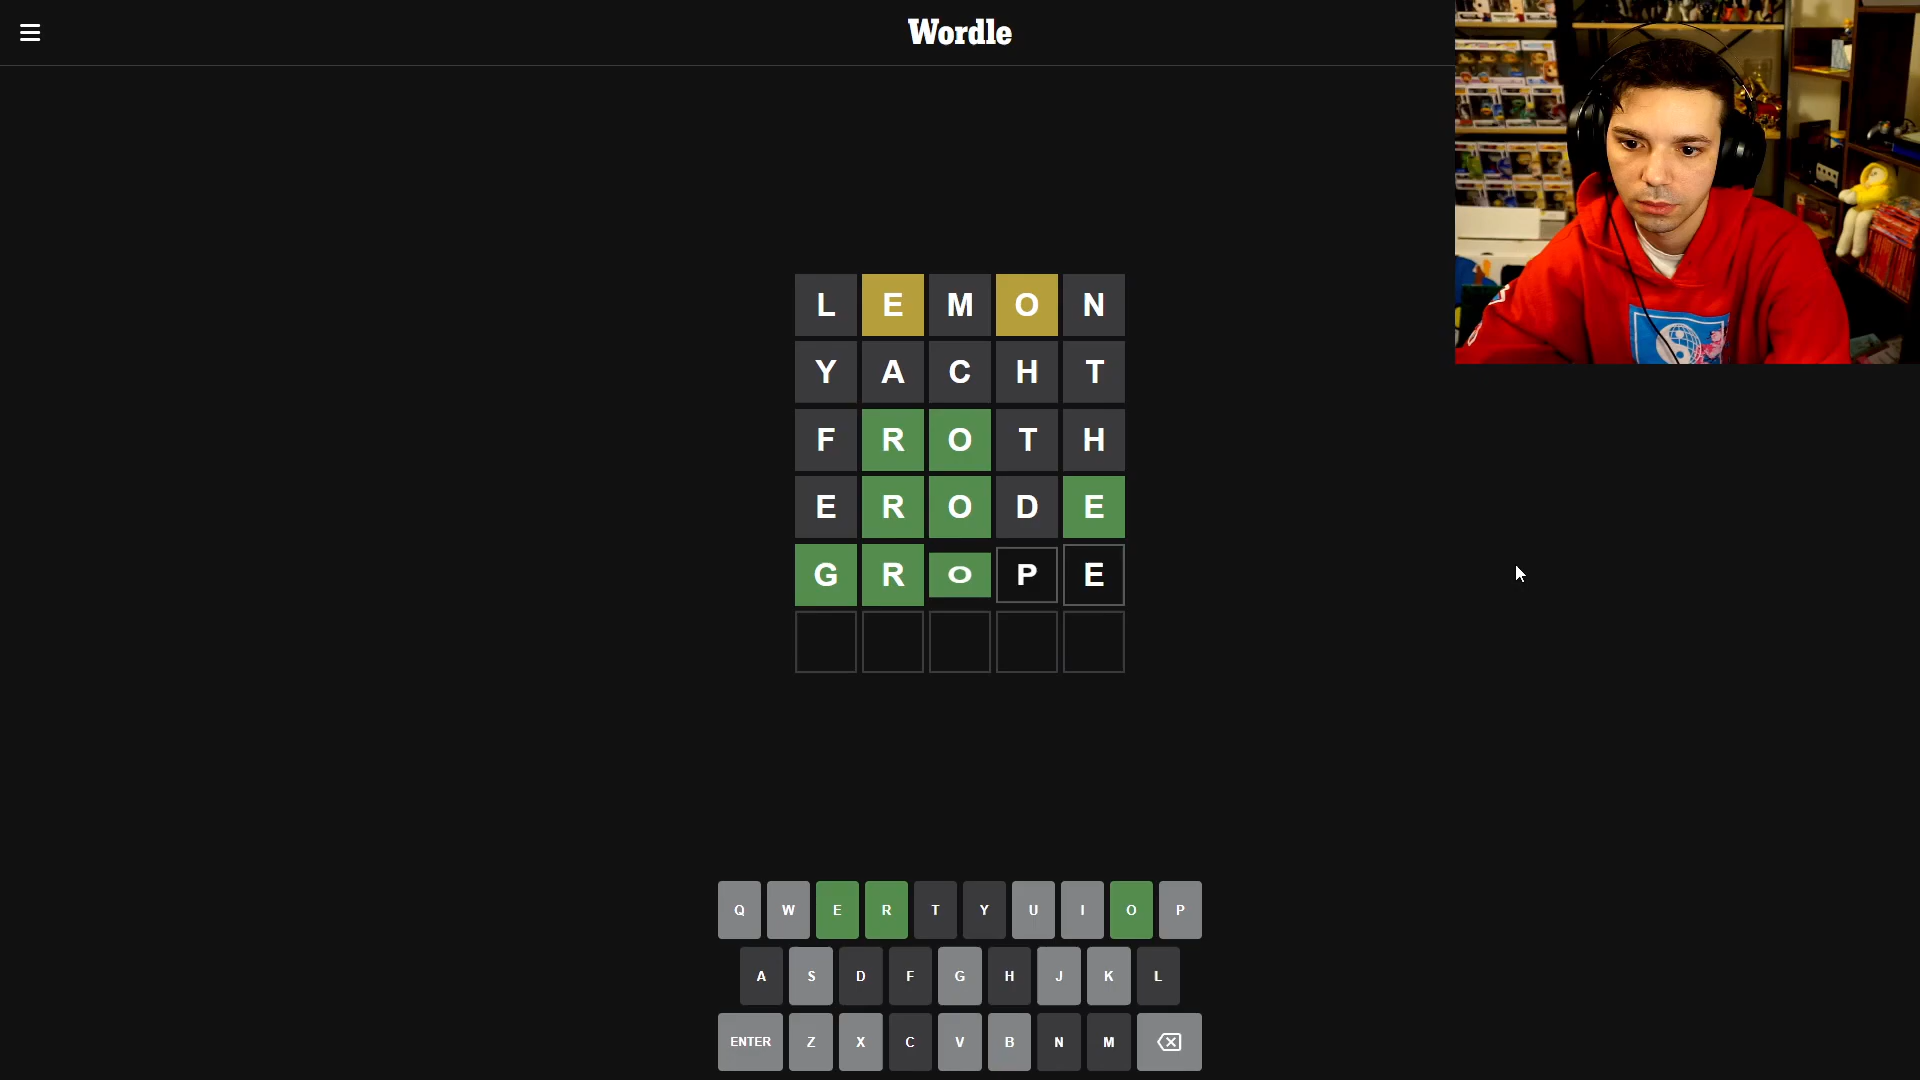 Wordle
L E M O N
Y A C H T
F R O T H
E R O D E
G R O P E
Q W E R T Y U I O P
A S D F G H J K L
ENTER Z X C V B N M